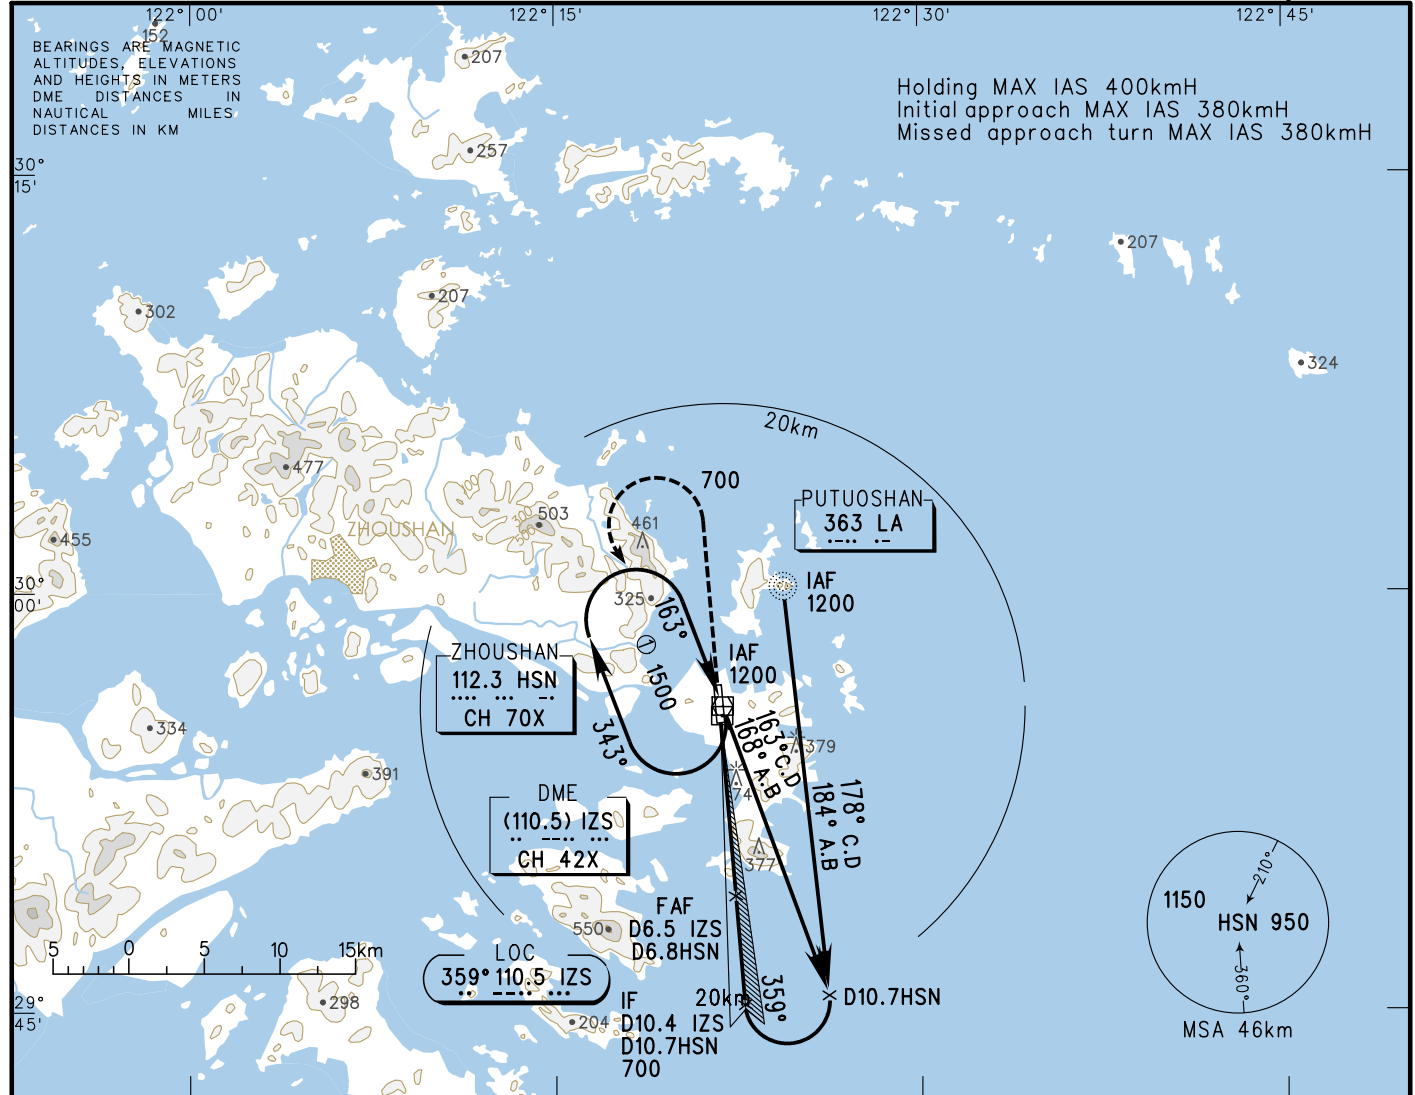 122° 00'
122° 15'
122° 30'
122° 45'
152
BEARINGS ARE MAGNETIC
ALTITUDES, ELEVATIONS
AND HEIGHTS IN METERS
DME DISTANCES IN
NAUTICAL MILES
DISTANCES IN KM
207
Holding MAX IAS 400kmH
Initial approach MAX IAS 380kmH
Missed approach turn MAX IAS 380kmH
257
30°
15'
207
207
302
324
20km
477
700
PUTUOSHAN
363 LA
100
300
500
503
461
ZHOUSHAN
455
IAF
1200
30°
00'
325
163°
1 1500
343°
IAF
1200
ZHOUSHAN
112.3 HSN
CH 70X
334
163° C.D
168° A.B
379
391
74
178° C.D
184° A.B
DME
(110.5) IZS
CH 42X
377
1150
210°
HSN 950
360°
MSA 46km
FAF
D6.5 IZS
D6.8HSN
550
5 0 5 10 15km
LOC
359° 110.5 IZS
359°
20km
D10.7HSN
IF
D10.4 IZS
D10.7HSN
700
298
204
29°
45'